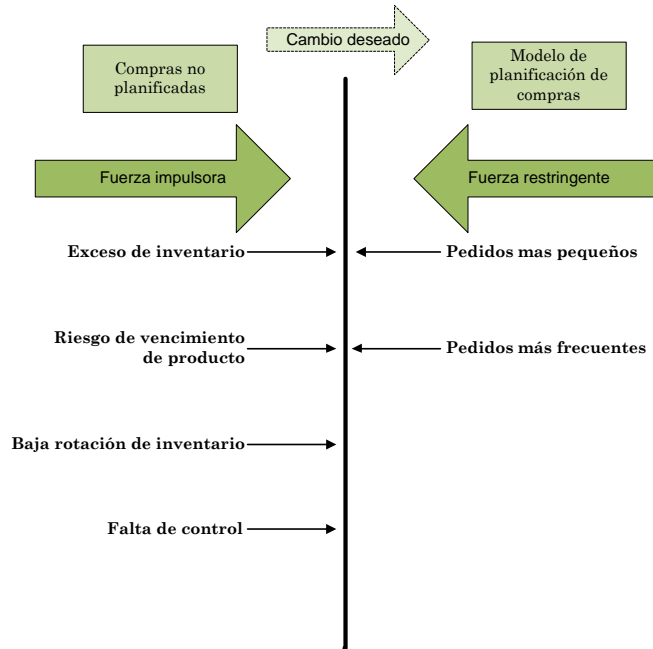 Cambio deseado
Compras no
planificadas
Modelo de
planificación de
compras
Fuerza impulsora
Fuerza restringente
Exceso de inventario
Pedidos mas pequeños
Riesgo de vencimiento
de producto
Pedidos más frecuentes
Baja rotación de inventario
Falta de control